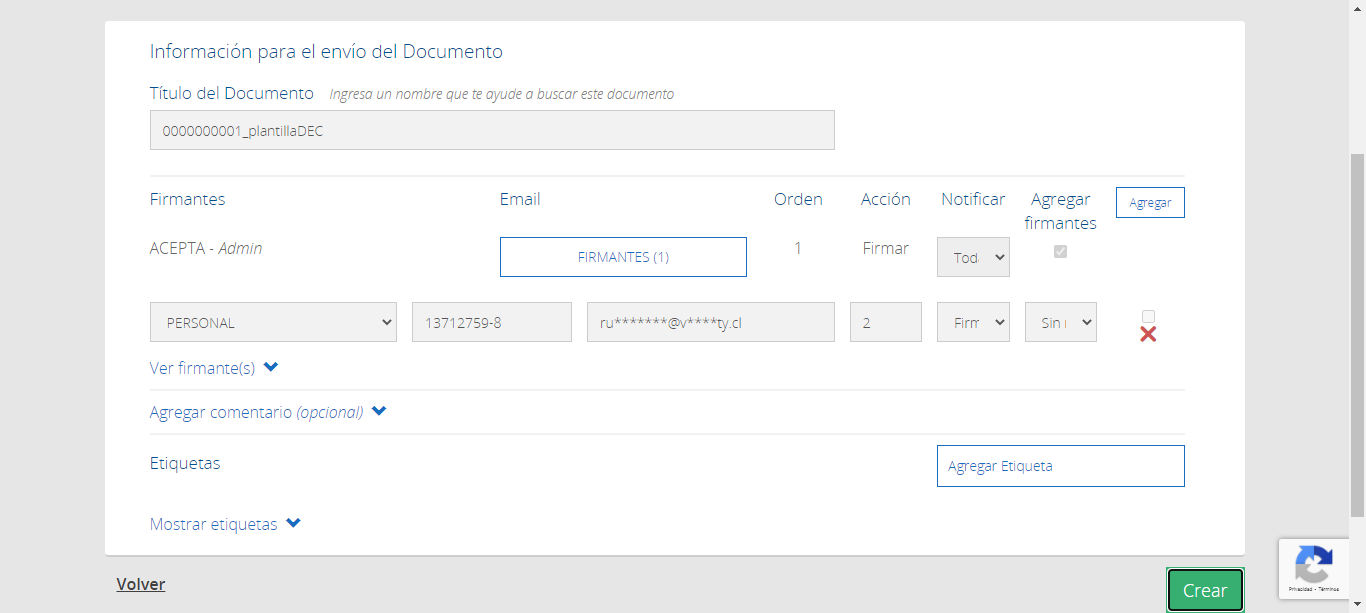 Información para el envío del Documento
Título del Documento Ingresa un nombre que te ayude a buscar este documento
0000000001_plantillaDEC
Firmantes Email Orden Acción Notificar Agregar firmantes Agregar
ACEPTA - Admin FIRMANTES (1) 1 Firmar Tod
PERSONAL 13712759-8 ru*******@v****ty.cl 2 Firm Sin
Ver firmante(s)
Agregar comentario (opcional)
Etiquetas Agregar Etiqueta
Mostrar etiquetas
Volver Crear
Privacidad - Términos